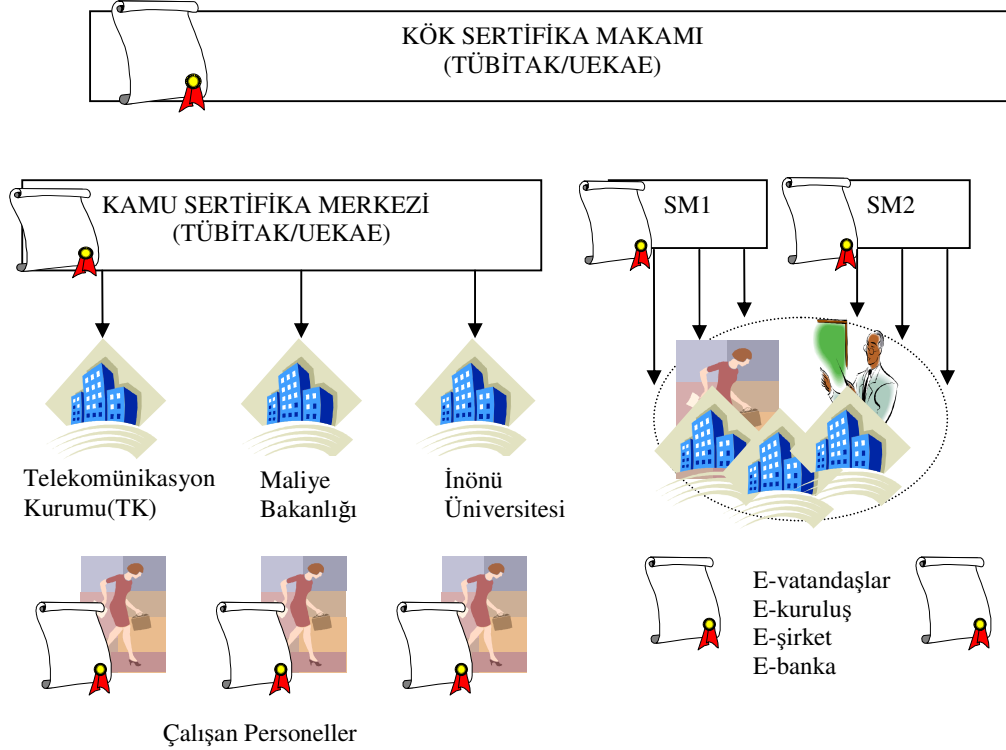 KÖK SERTİFİKA MAKAMI
(TÜBİTAK/UEKAE)
KAMU SERTİFİKA MERKEZİ
(TÜBİTAK/UEKAE)
SM1
SM2
Telekomünikasyon
Kurumu(TK)
Maliye
Bakanlığı
İnönü
Üniversitesi
E-vatandaşlar
E-kuruluş
E-şirket
E-banka
Çalışan Personeller